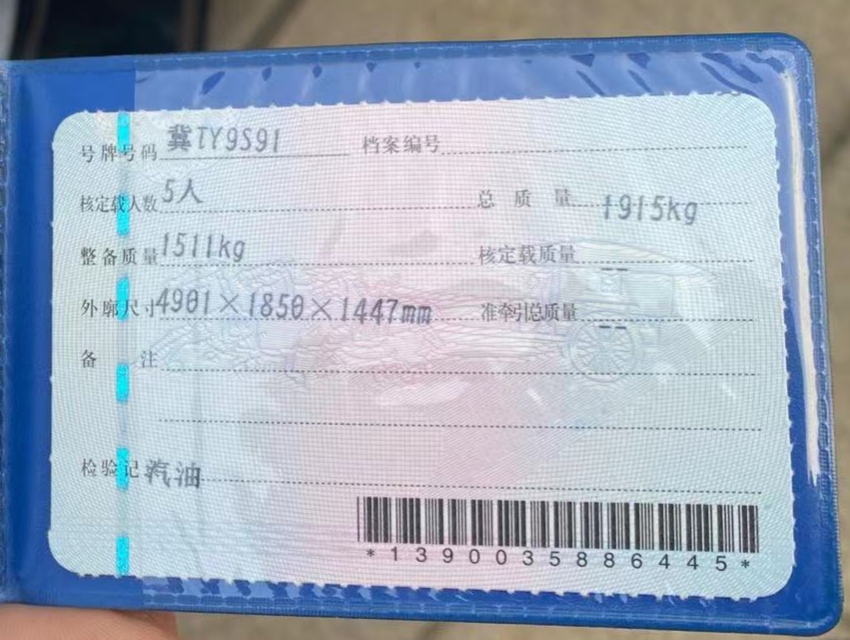 号牌号码 冀TY9S91 档案编号
核定载人数 5人 总质量 1915kg
整备质量 1511kg 核定载质量 --
外廓尺寸 4901×1850×1447mm 准牵引总质量 --
备注
检验记 汽油
*1390035886445*